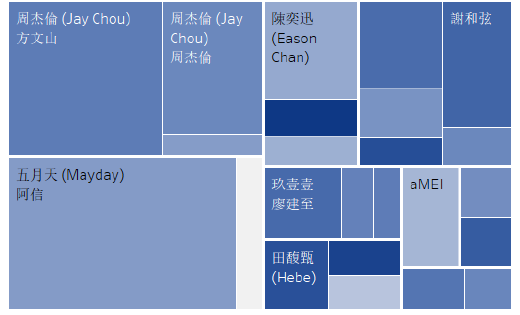 周杰倫 (Jay Chou)
方文山
周杰倫 (Jay
Chou)
周杰倫
陳奕迅
(Eason
Chan)
謝和弦
五月天 (Mayday)
阿信
玖壹壹
廖建至
aMEI
田馥甄
(Hebe)